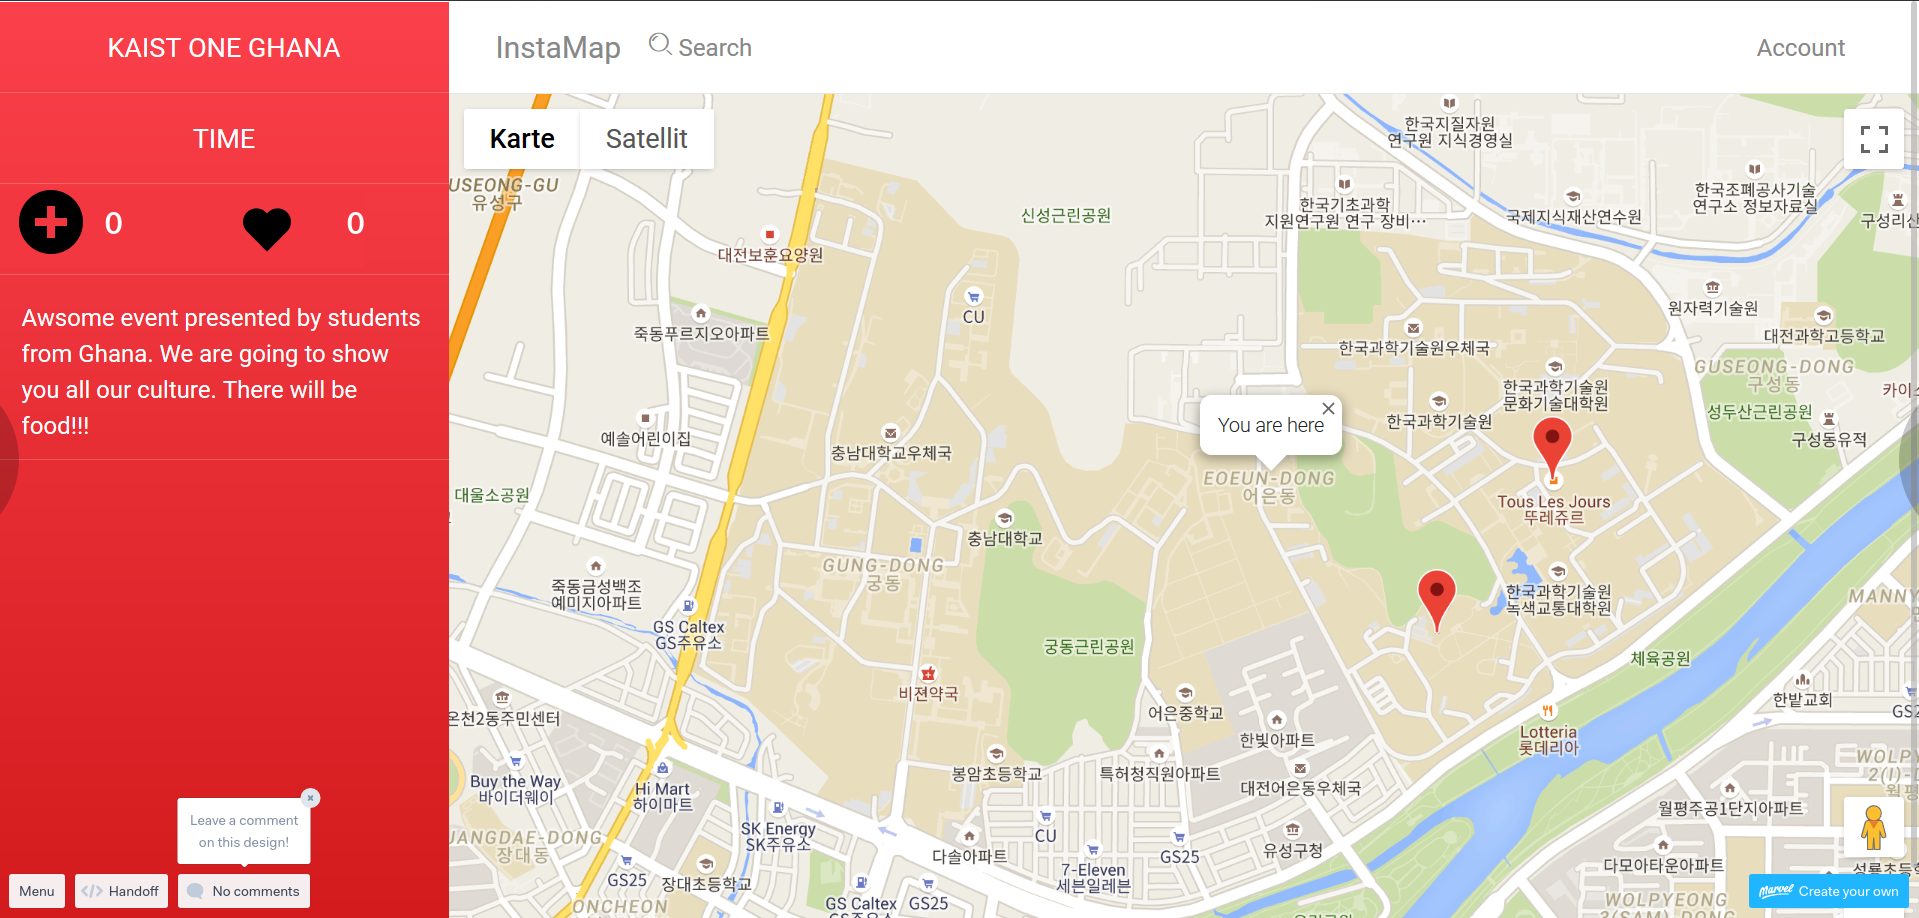 KAIST ONE GHANA
TIME
0
0
Awsome event presented by students
from Ghana. We are going to show
you all our culture. There will be
food!!!
Leave a comment
on this design!
Menu
Handoff
No comments
InstaMap
Search
Account
Karte
Satellit
USEONG-GU
유성구
한국지질자원
연구원 지식경영실
한국기초과학
지원연구원 연구 장비…
국제지식재산연수원
한국조폐공사기술
연구소 정보자료실
구성리산
신성근린공원
대전보훈요양원
CU
죽동푸르지오아파트
원자력기술원
대전과학고등학교
한국과학기술원우체국
GUSEONG-DONG
구성동
한국과학기술원
문화기술대학원
카이스
한국과학기술원
성두산근린공원
구성동유적
You are here
예솔어린이집
충남대학교우체국
EOEUN-DONG
어은동
대울소공원
Tous Les Jours
뚜레쥬르
충남대학교
GUNG-DONG
궁동
죽동금성백조
예미지아파트
한국과학기술원
녹색교통대학원
MANNY
GS Caltex
GS주유소
궁동근린공원
체육공원
비젼약국
한밭교회
온천2동주민센터
어은중학교
GS2
한빛아파트
Lotteria
롯데리아
WOLPY
2(I)-D
월평
Buy the Way
바이더웨이
Hi Mart
하이마트
봉암초등학교
특허청직원아파트
대전어은동우체국
월평주공1단지아파트
SK Energy
SK주유소
CU
JANGDAE-DONG
장대동
다솔아파트
GS25
유성구청
7-Eleven
세븐일레븐
다모아타운아파트
성룡초등학
GS25
장대초등학교
GS Caltex
GS주유소
GS25
ONCHEON
WOLPYEONG
3(SAM)-DONG
Marvel
Create your own